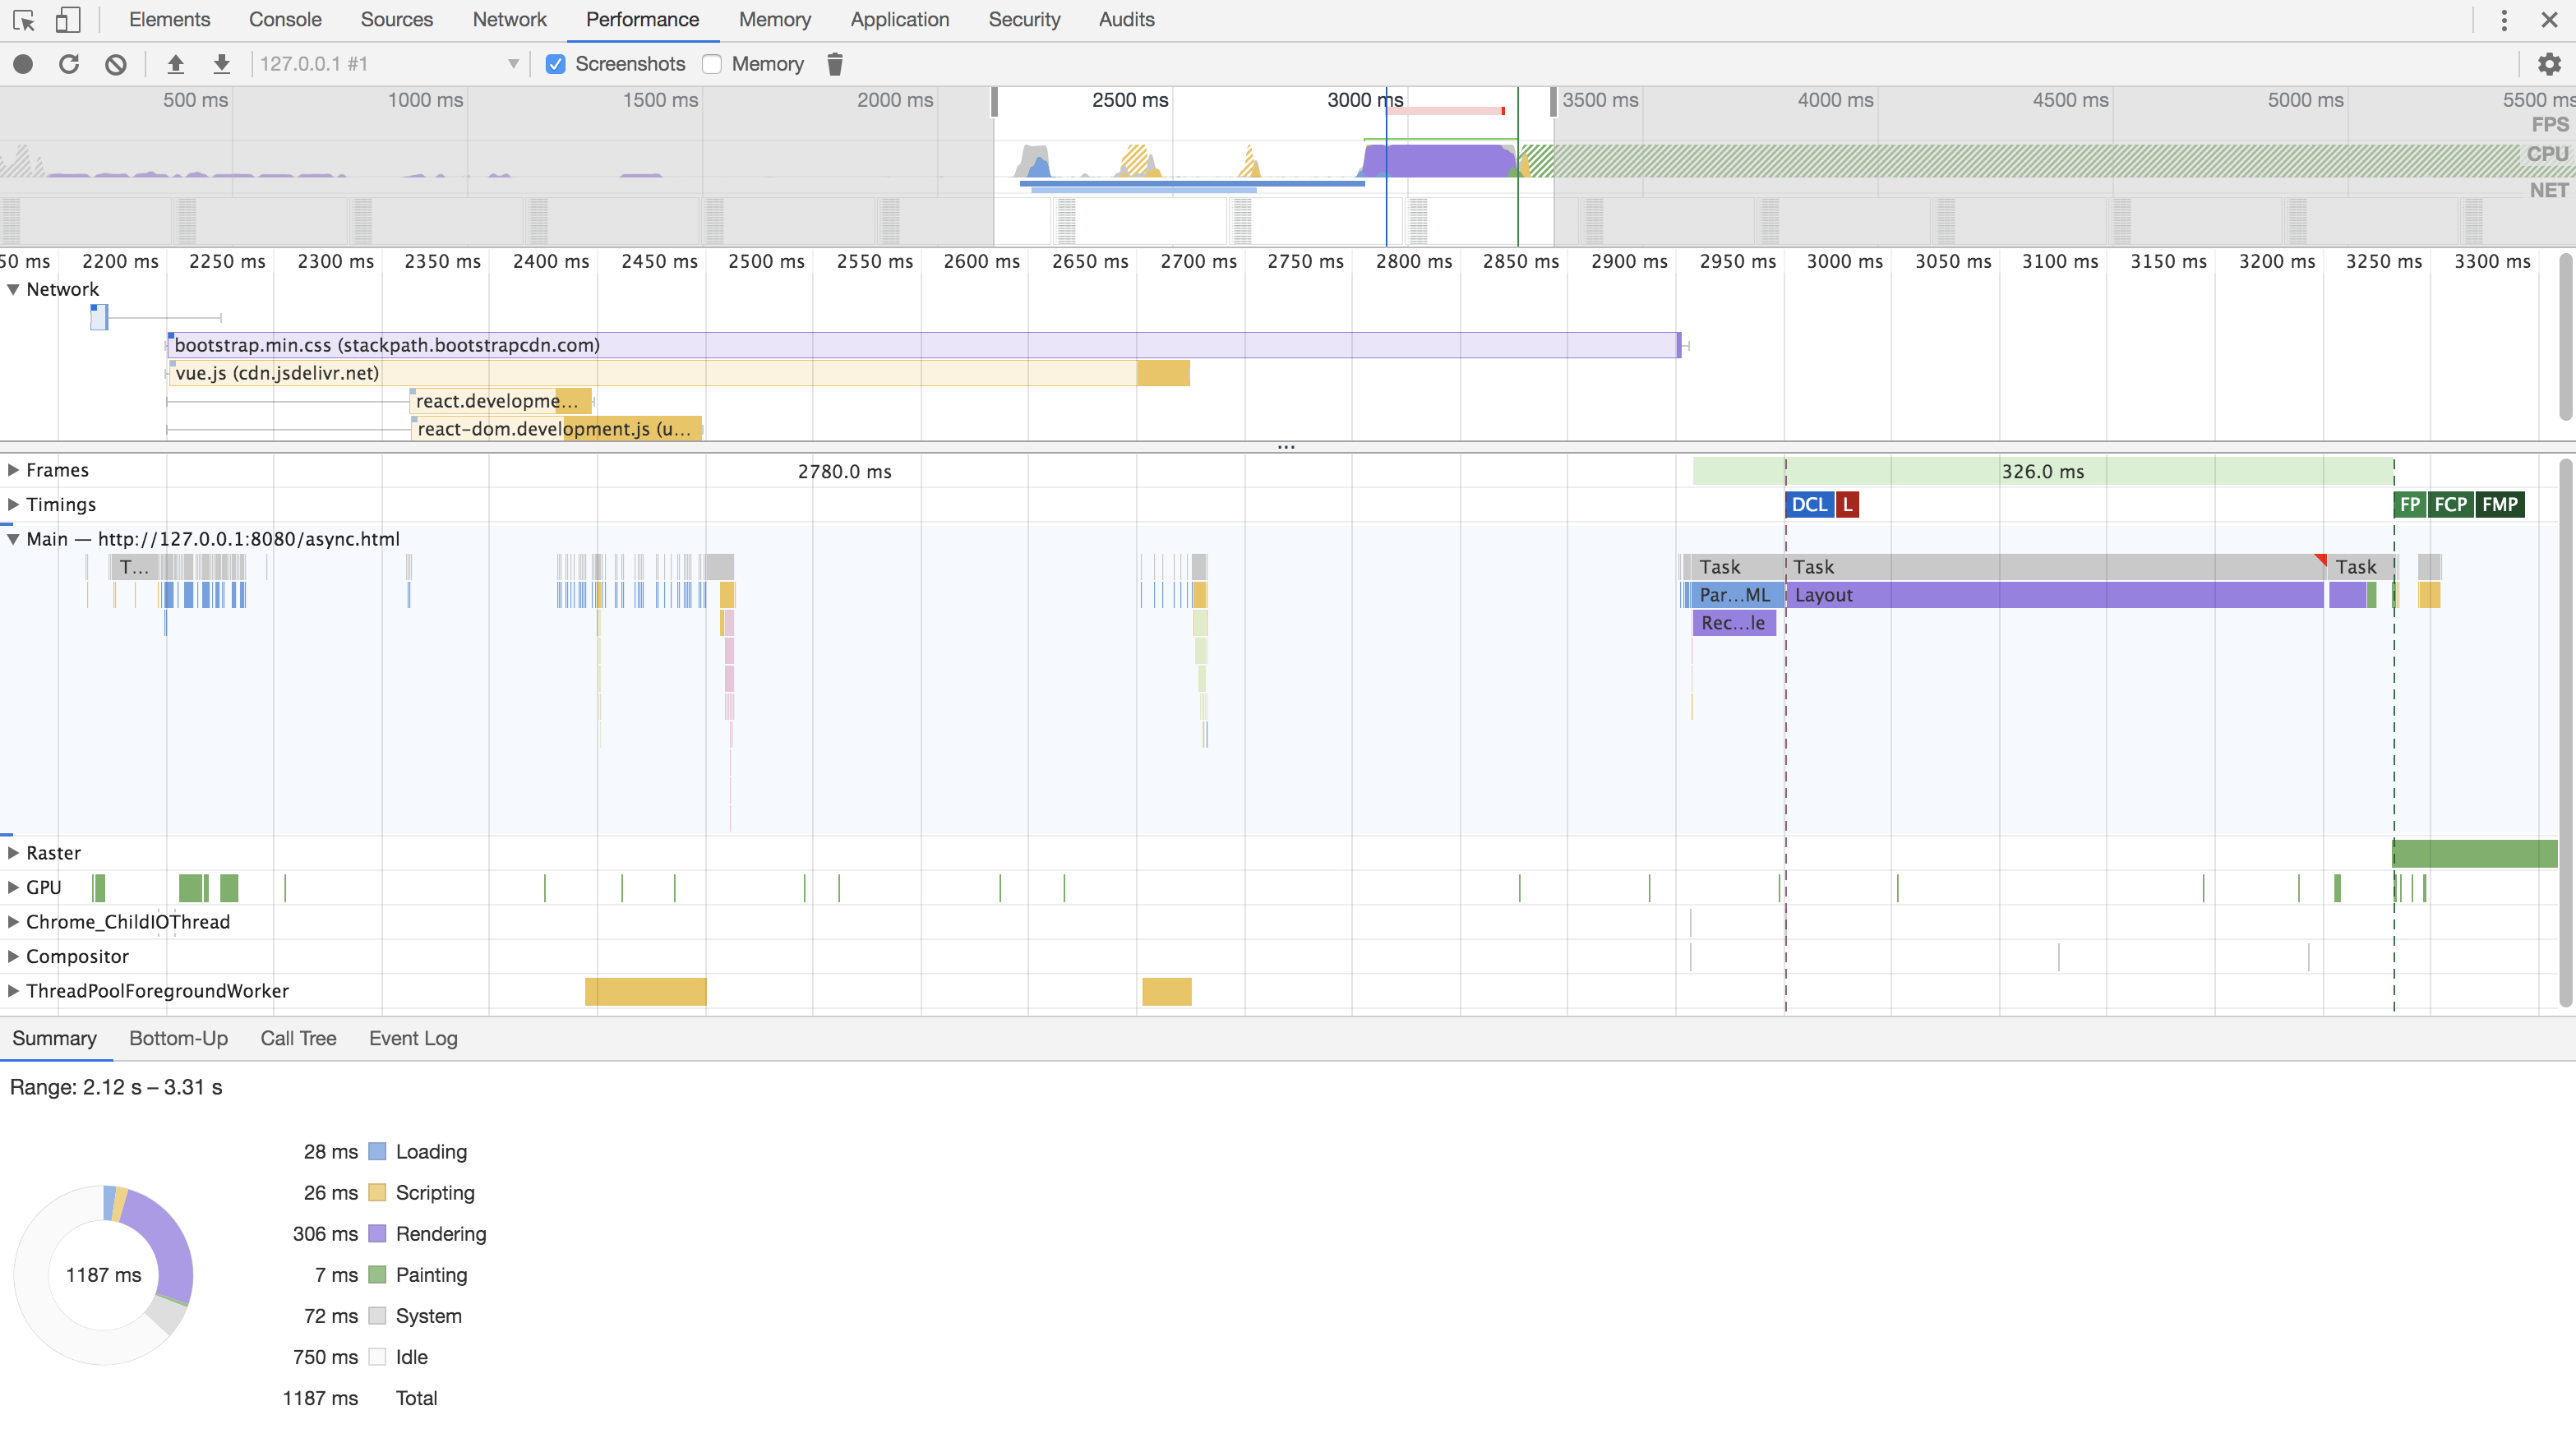 Elements Console Sources Network Performance Memory Application Security Audits
127.0.0.1 #1 Screenshots Memory
500 ms 1000 ms 1500 ms 2000 ms 2500 ms 3000 ms 3500 ms 4000 ms 4500 ms 5000 ms 5500 ms
FPS
CPU
NET
50 ms 2200 ms 2250 ms 2300 ms 2350 ms 2400 ms 2450 ms 2500 ms 2550 ms 2600 ms 2650 ms 2700 ms 2750 ms 2800 ms 2850 ms 2900 ms 2950 ms 3000 ms 3050 ms 3100 ms 3150 ms 3200 ms 3250 ms 3300 ms
Network
bootstrap.min.css (stackpath.bootstrapcdn.com)
vue.js (cdn.jsdelivr.net)
react.developme…
react-dom.development.js (u…
Frames 2780.0 ms 326.0 ms
Timings DCL L FP FCP FMP
Main — http://127.0.0.1:8080/async.html
T… Task Task Task
Par…ML Layout
Rec…le
Raster
GPU
Chrome_ChildIOThread
Compositor
ThreadPoolForegroundWorker
Summary Bottom-Up Call Tree Event Log
Range: 2.12 s – 3.31 s
28 ms Loading
26 ms Scripting
306 ms Rendering
1187 ms
7 ms Painting
72 ms System
750 ms Idle
1187 ms Total